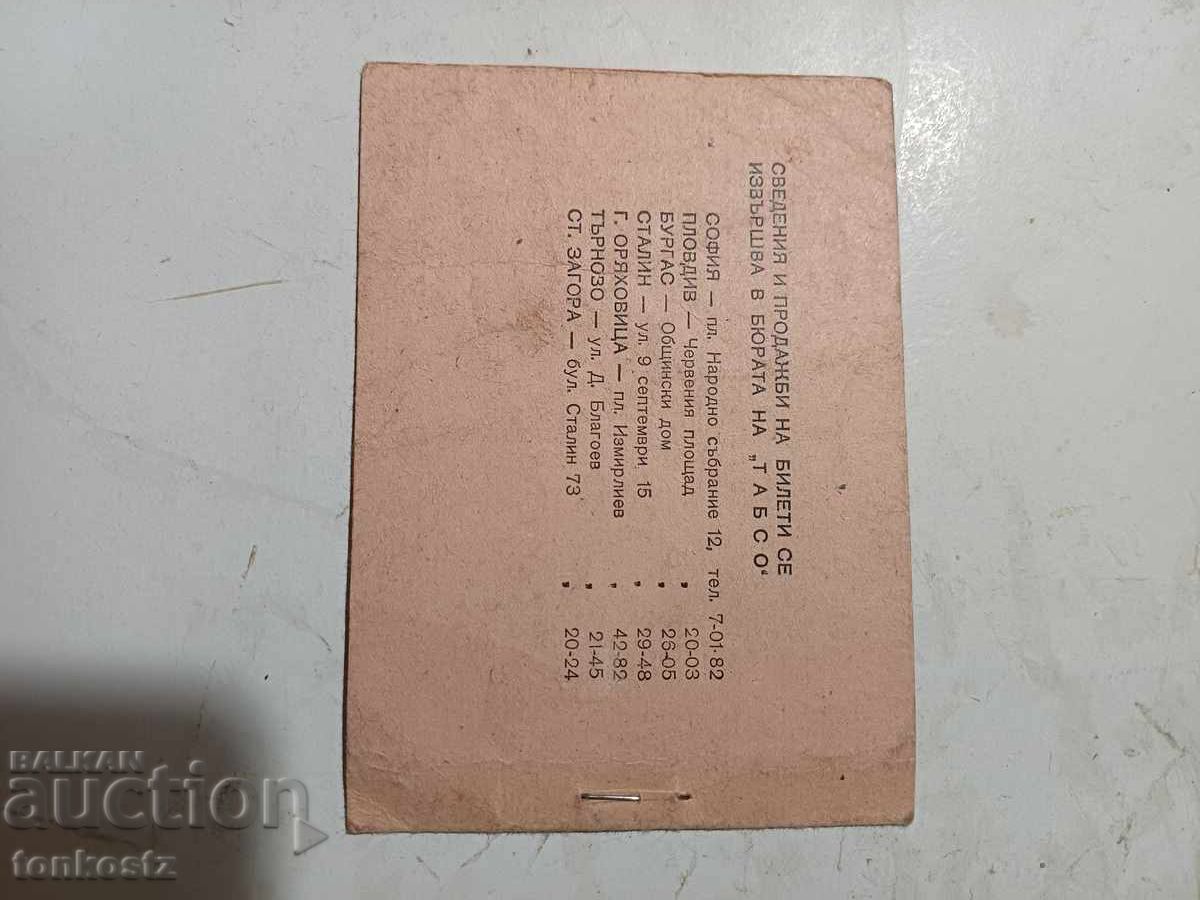 СВЕДЕНИЯ И ПРОДАЖБИ НА БИЛЕТИ СЕ
ИЗВЪРШВА В БЮРАТА НА „ТАБСО“
СОФИЯ — пл. Народно събрание 12, тел. 7-01-82
ПЛОВДИВ — Червения площад „ 20-03
БУРГАС — Общински дом „ 26-05
СТАЛИН — ул. 9 септември 15 „ 29-48
Г. ОРЯХОВИЦА — пл. Измирлиев „ 42-82
ТЪРНОЗО — ул. Д. Благоев „ 21-45
СТ. ЗАГОРА — бул. Сталин 73 „ 20-24
BALKAN
auction
tonkostz